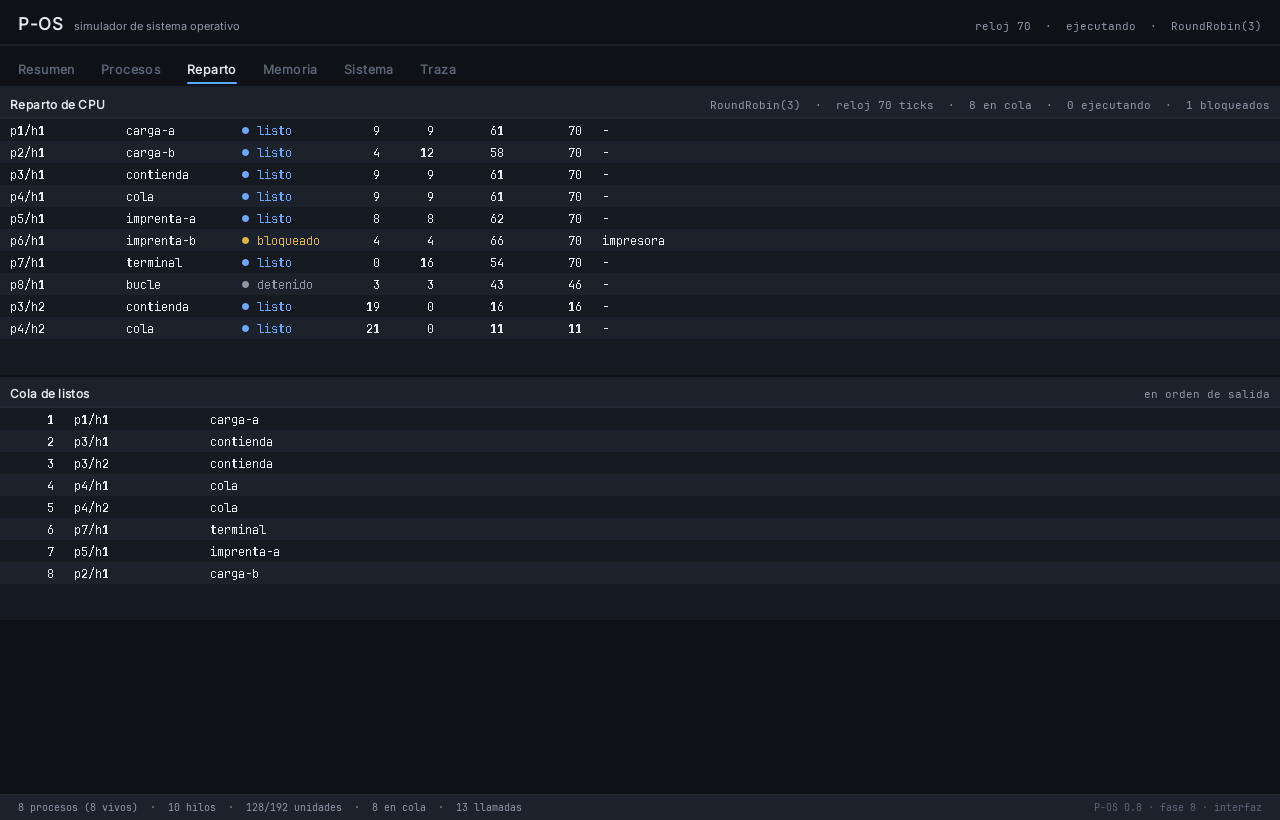 P-OS simulador de sistema operativo reloj 70 · ejecutando · RoundRobin(3)
Resumen Procesos Reparto Memoria Sistema Traza
Reparto de CPU RoundRobin(3) · reloj 70 ticks · 8 en cola · 0 ejecutando · 1 bloqueados
p1/h1 carga-a listo 9 9 61 70 -
p2/h1 carga-b listo 4 12 58 70 -
p3/h1 contienda listo 9 9 61 70 -
p4/h1 cola listo 9 9 61 70 -
p5/h1 imprenta-a listo 8 8 62 70 -
p6/h1 imprenta-b bloqueado 4 4 66 70 impresora
p7/h1 terminal listo 0 16 54 70 -
p8/h1 bucle detenido 3 3 43 46 -
p3/h2 contienda listo 19 0 16 16 -
p4/h2 cola listo 21 0 11 11 -
Cola de listos en orden de salida
1 p1/h1 carga-a
2 p3/h1 contienda
3 p3/h2 contienda
4 p4/h1 cola
5 p4/h2 cola
6 p7/h1 terminal
7 p5/h1 imprenta-a
8 p2/h1 carga-b
8 procesos (8 vivos) · 10 hilos · 128/192 unidades · 8 en cola · 13 llamadas P-OS 0.8 · fase 8 · interfaz